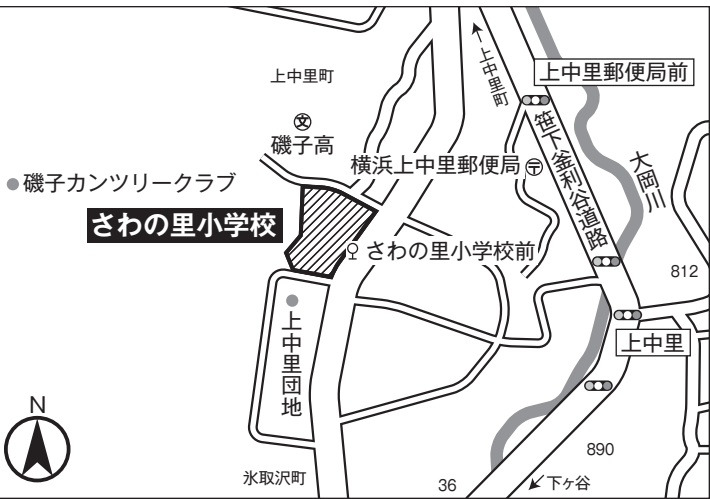 上中里町
上中里町
上中里郵便局前
磯子高
横浜上中里郵便局
笹下釜利谷道路
大岡川
磯子カンツリークラブ
さわの里小学校
さわの里小学校前
812
上中里
上中里団地
N
890
氷取沢町
36
下ヶ谷